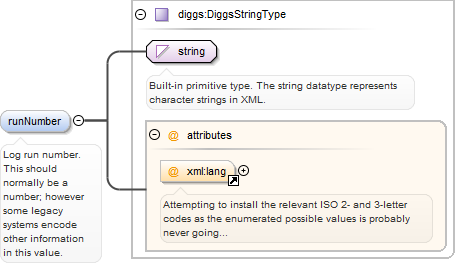 diggs:DiggsStringType
string
Built-in primitive type. The string datatype represents
character strings in XML.
runNumber
Log run number.
This should
normally be a
number; however
some legacy
systems encode
other information
in this value.
@ attributes
@ xml:lang
Attempting to install the relevant ISO 2- and 3-letter
codes as the enumerated possible values is probably
never going...